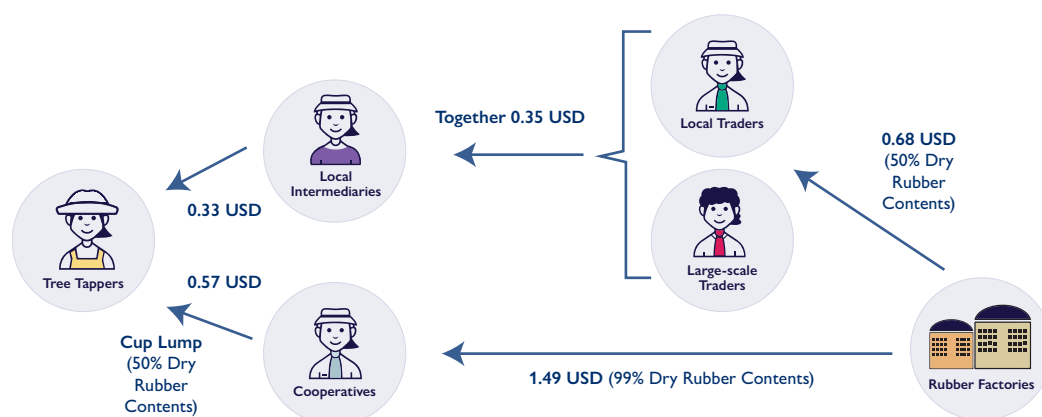 Together 0.35 USD
Local Traders
0.68 USD
(50% Dry
Rubber
Contents)
Local
Intermediaries
0.33 USD
Tree Tappers
0.57 USD
Large-scale
Traders
Cup Lump
(50% Dry
Rubber
Contents)
Cooperatives
1.49 USD (99% Dry Rubber Contents)
Rubber Factories